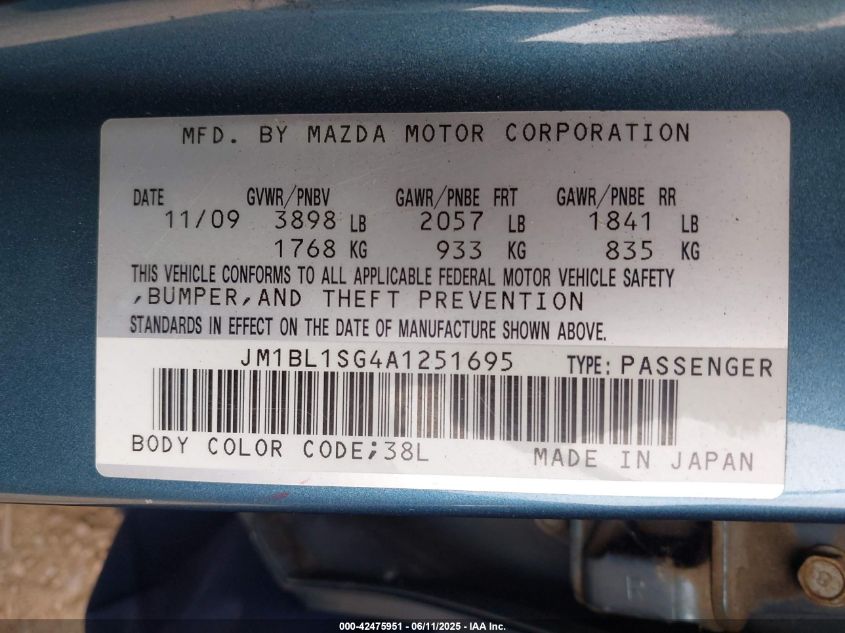 MFD. BY MAZDA MOTOR CORPORATION
DATE GVWR/PNBV GAWR/PNBE FRT GAWR/PNBE RR
11/09 3898 LB 2057 LB 1841 LB
1768 KG 933 KG 835 KG
THIS VEHICLE CONFORMS TO ALL APPLICABLE FEDERAL MOTOR VEHICLE SAFETY
,BUMPER,AND THEFT PREVENTION
STANDARDS IN EFFECT ON THE DATE OF MANUFACTURE SHOWN ABOVE.
JM1BL1SG4A1251695 TYPE: PASSENGER
BODY COLOR CODE;38L MADE IN JAPAN
000-42475951 - 06/11/2025 - IAA Inc.